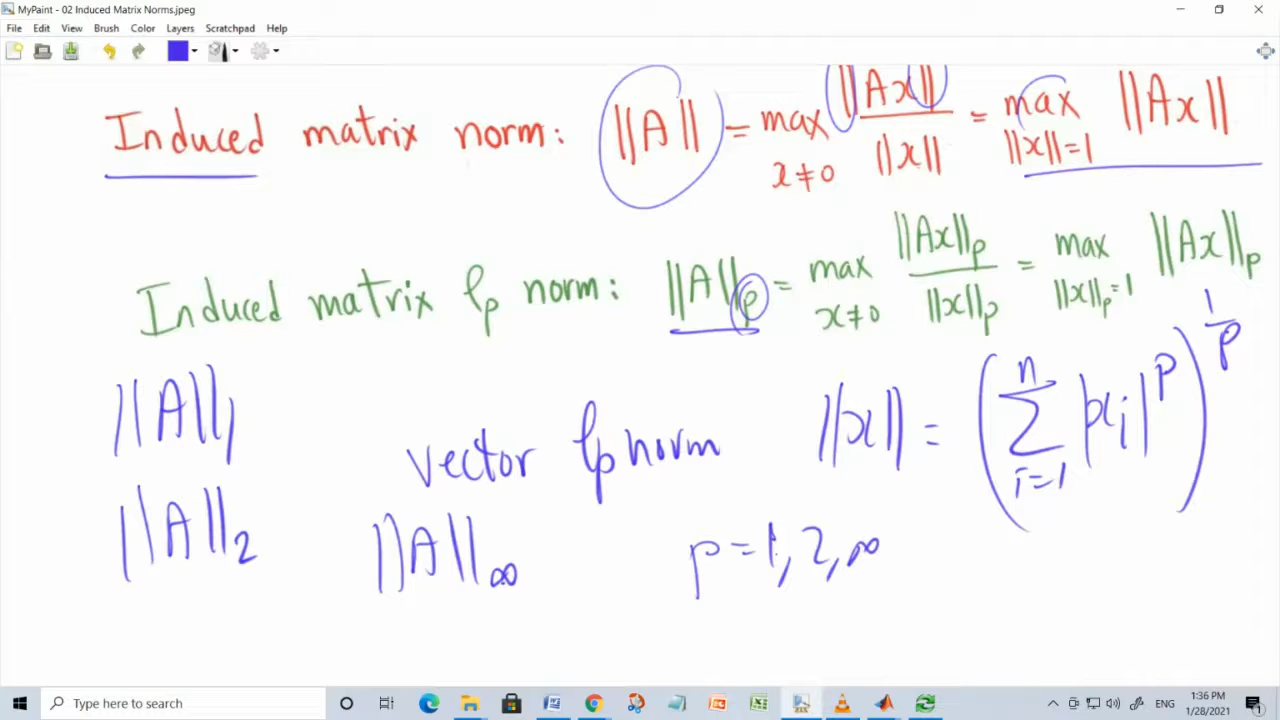 MyPaint - 02 Induced Matrix Norms.jpeg
File Edit View Brush Color Layers Scratchpad Help
Induced matrix norm: ||A|| = max x≠0 ||Ax|| / ||x|| = max ||x||=1 ||Ax||
Induced matrix ℓp norm: ||A||p = max x≠0 ||Ax||p / ||x||p = max ||x||p=1 ||Ax||p
||A||1
vector ℓp norm ||x|| = (∑ i=1 n |xi|^p)^1/p
||A||2 ||A||∞ p=1, 2, ∞
Type here to search
ENG
1:36 PM
1/28/2021
1